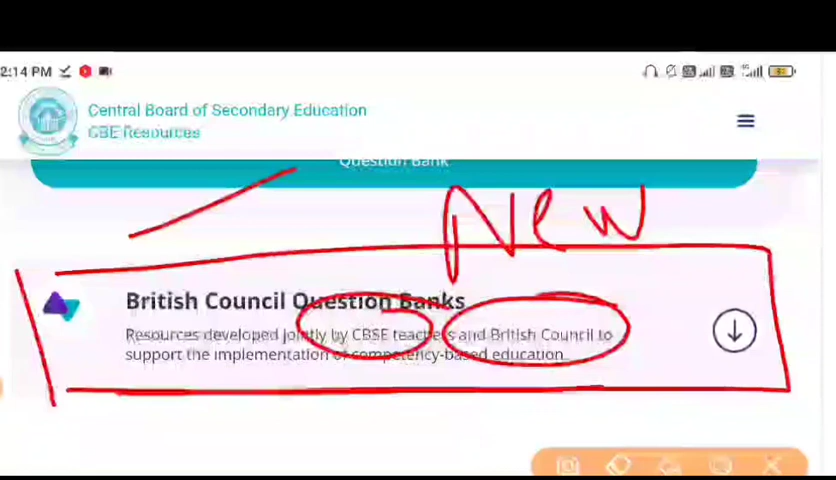 2:14 PM
Central Board of Secondary Education
CBE Resources
Question Bank
New
British Council Question Banks
Resources developed jointly by CBSE teachers and British Council to
support the implementation of competency-based education.